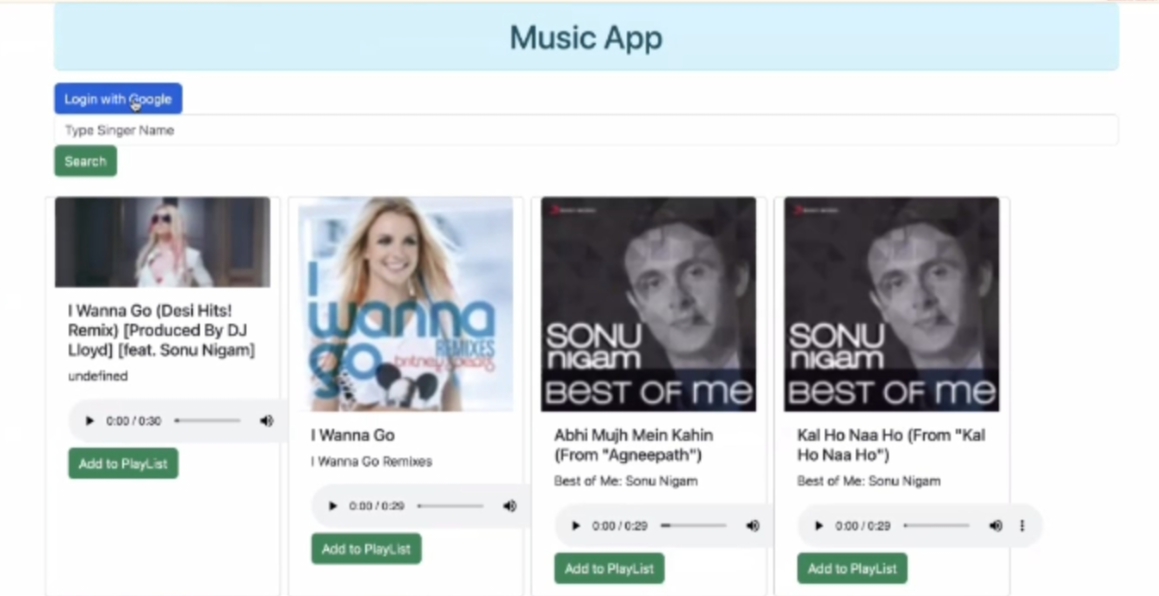 Music App
Login with Google
Type Singer Name
Search
I Wanna Go (Desi Hits!
Remix) [Produced By DJ
Lloyd] [feat. Sonu Nigam]
undefined
0:00 / 0:30
Add to PlayList
I
wanna
go
REMIXES
britney spears
I Wanna Go
I Wanna Go Remixes
0:00 / 0:29
Add to PlayList
SONU
nigam
BEST OF me
Abhi Mujh Mein Kahin
(From "Agneepath")
Best of Me: Sonu Nigam
0:00 / 0:29
Add to PlayList
SONU
nigam
BEST OF me
Kal Ho Naa Ho (From "Kal
Ho Naa Ho")
Best of Me: Sonu Nigam
0:00 / 0:29
Add to PlayList